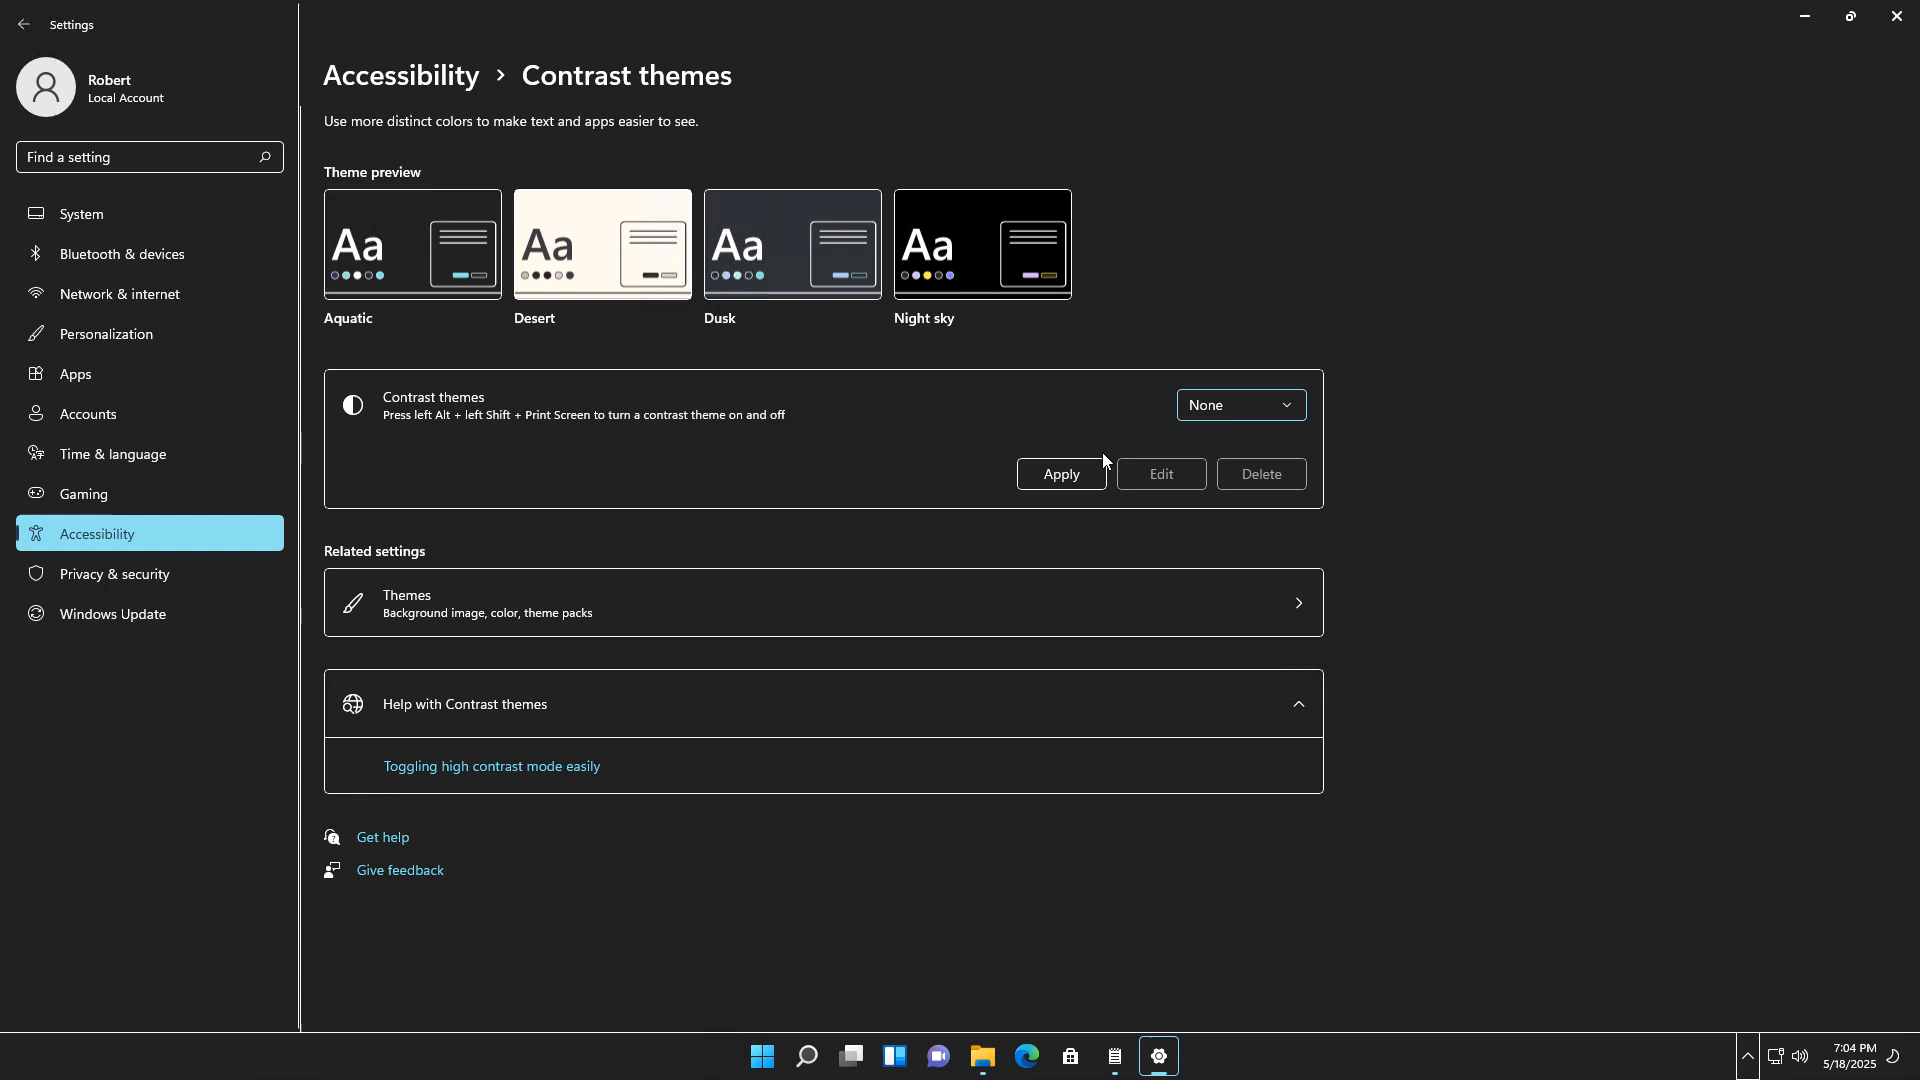 Settings
Robert
Local Account
Find a setting
System
Bluetooth & devices
Network & internet
Personalization
Apps
Accounts
Time & language
Gaming
Accessibility
Privacy & security
Windows Update
Accessibility > Contrast themes
Use more distinct colors to make text and apps easier to see.
Theme preview
Aa Aa Aa Aa
Aquatic Desert Dusk Night sky
Contrast themes
Press left Alt + left Shift + Print Screen to turn a contrast theme on and off
None
Apply Edit Delete
Related settings
Themes
Background image, color, theme packs
Help with Contrast themes
Toggling high contrast mode easily
Get help
Give feedback
7:04 PM
5/18/2025